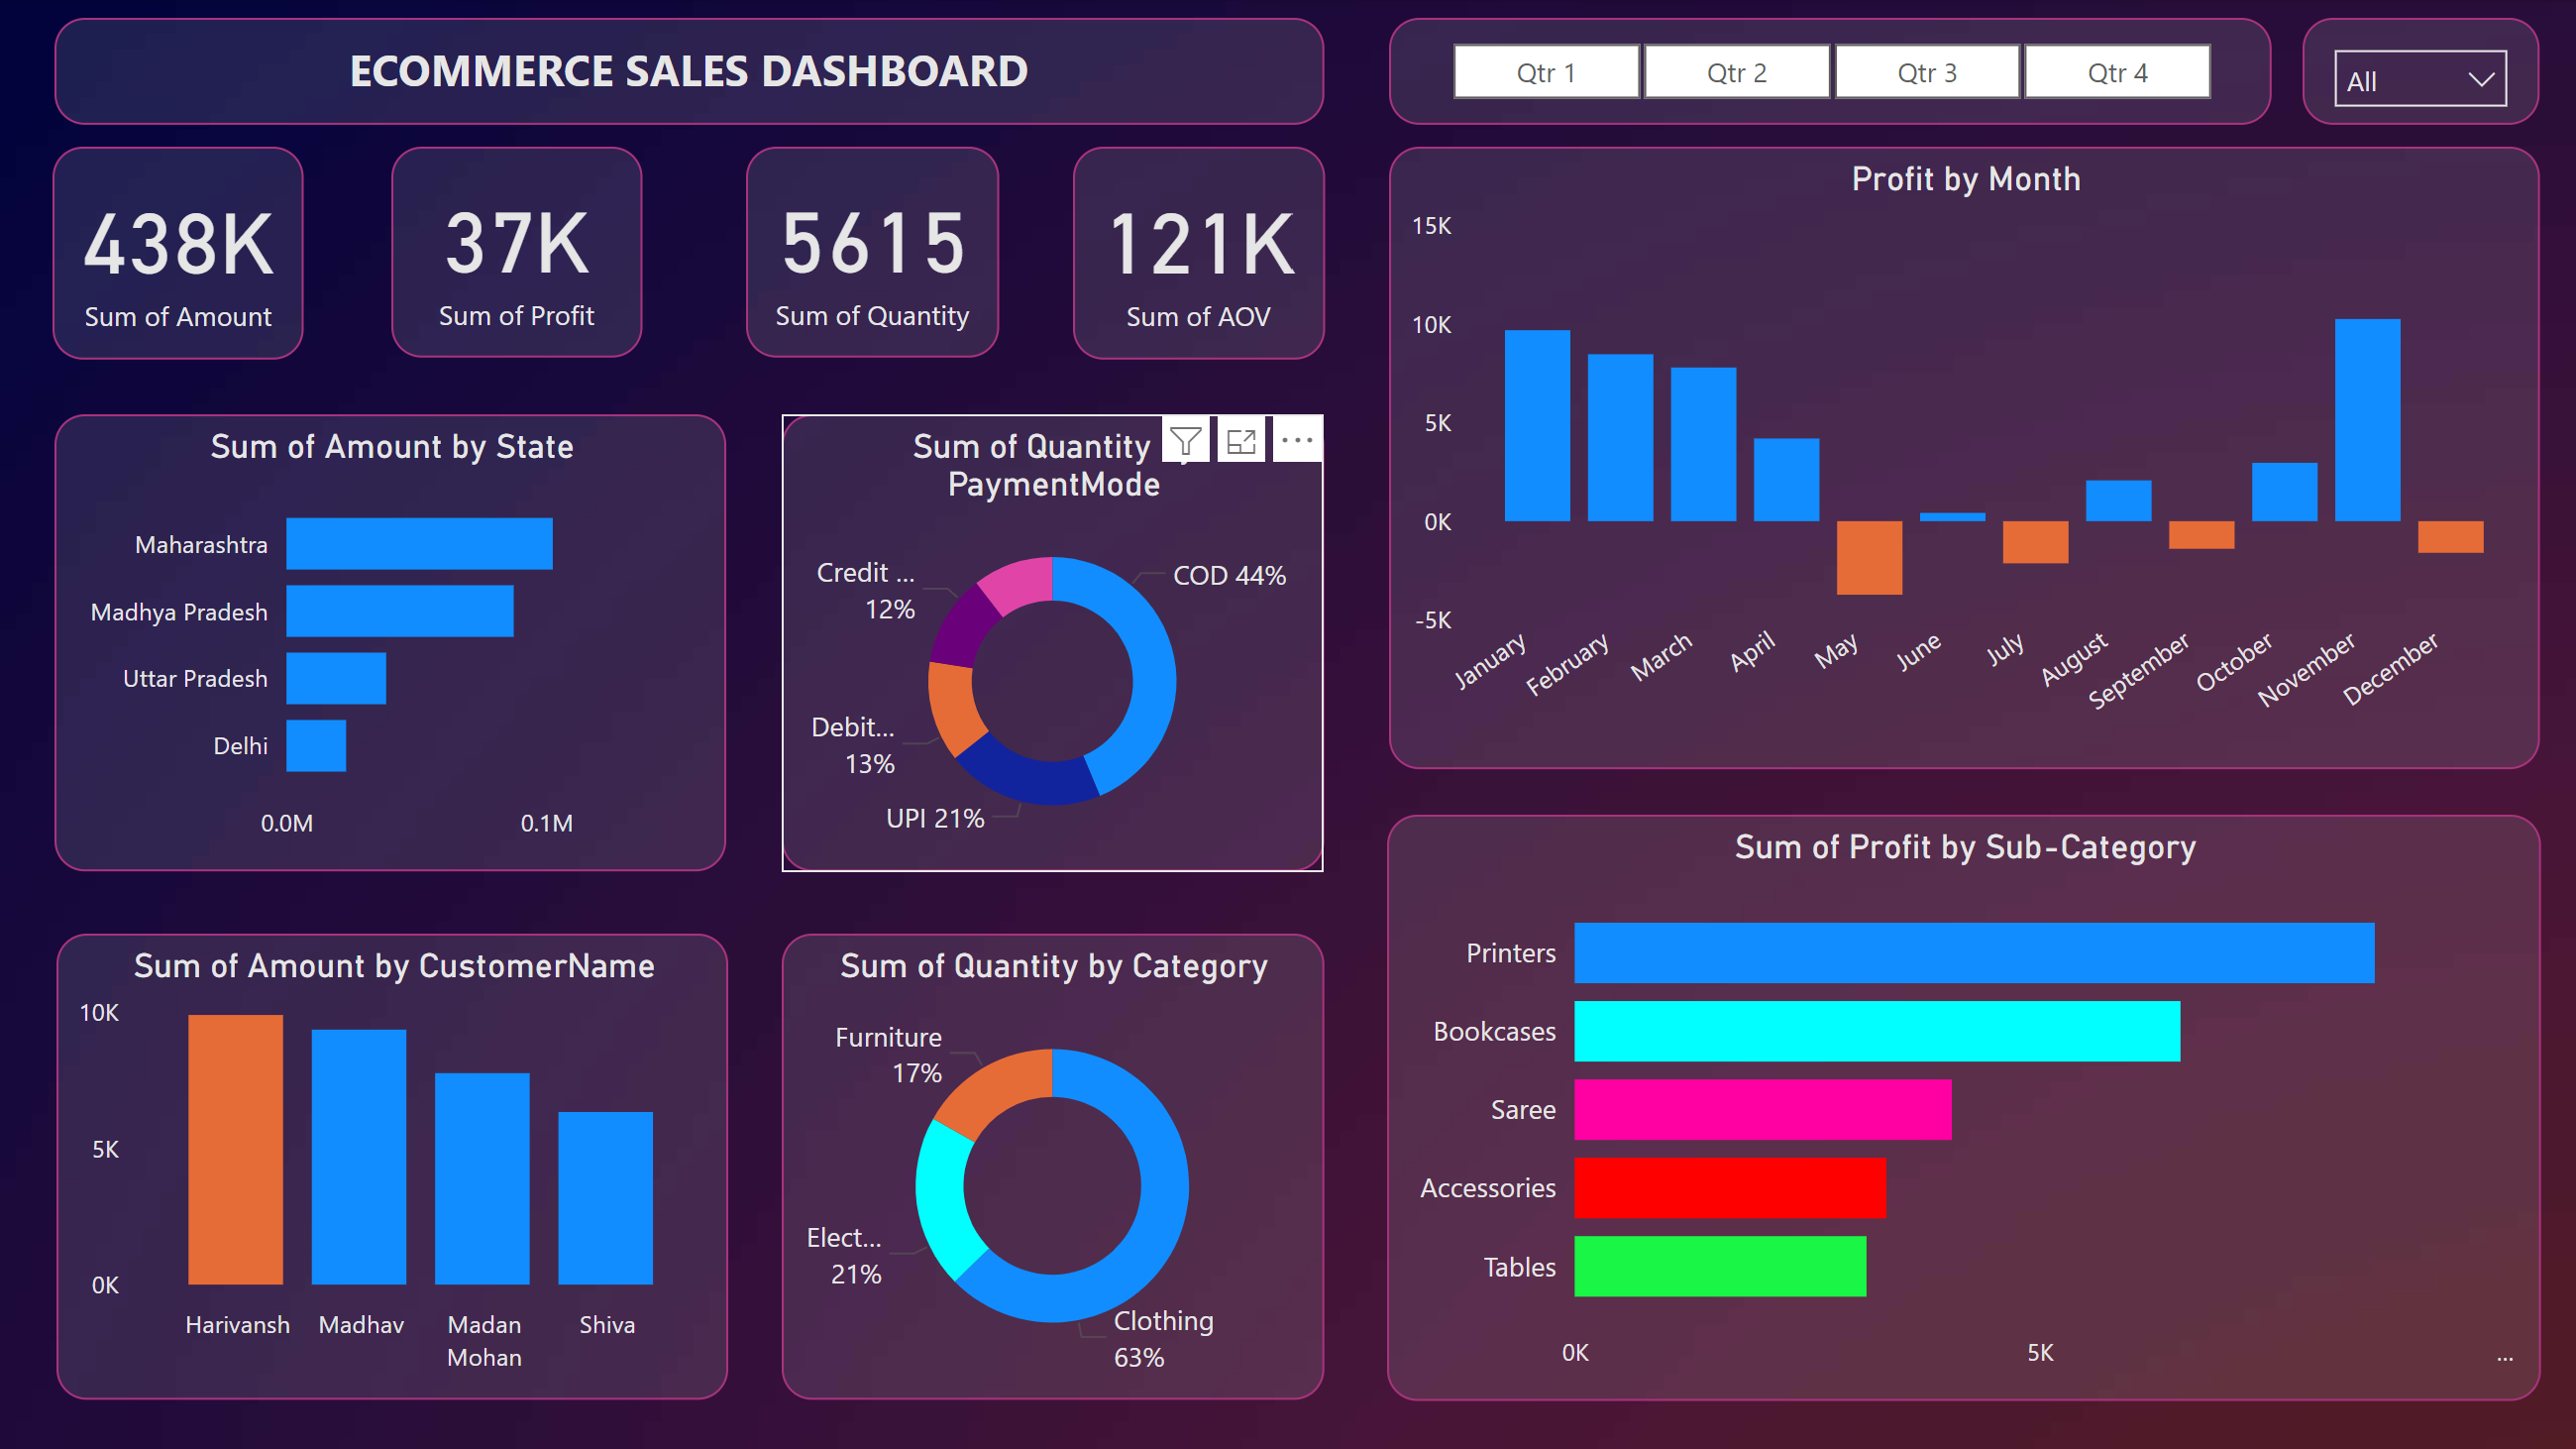 ECOMMERCE SALES DASHBOARD
Qtr 1
Qtr 2
Qtr 3
Qtr 4
All
438K
Sum of Amount
37K
Sum of Profit
5615
Sum of Quantity
121K
Sum of AOV
Profit by Month
15K
10K
5K
0K
-5K
January
February
March
April
May
June
July
August
September
October
November
December
Sum of Amount by State
Maharashtra
Madhya Pradesh
Uttar Pradesh
Delhi
0.0M
0.1M
Sum of Quantity
PaymentMode
COD 44%
Credit ...
12%
Debit...
13%
UPI 21%
Sum of Amount by CustomerName
10K
5K
0K
Harivansh
Madhav
Madan
Mohan
Shiva
Sum of Quantity by Category
Furniture
17%
Elect...
21%
Clothing
63%
Sum of Profit by Sub-Category
Printers
Bookcases
Saree
Accessories
Tables
0K
5K
...